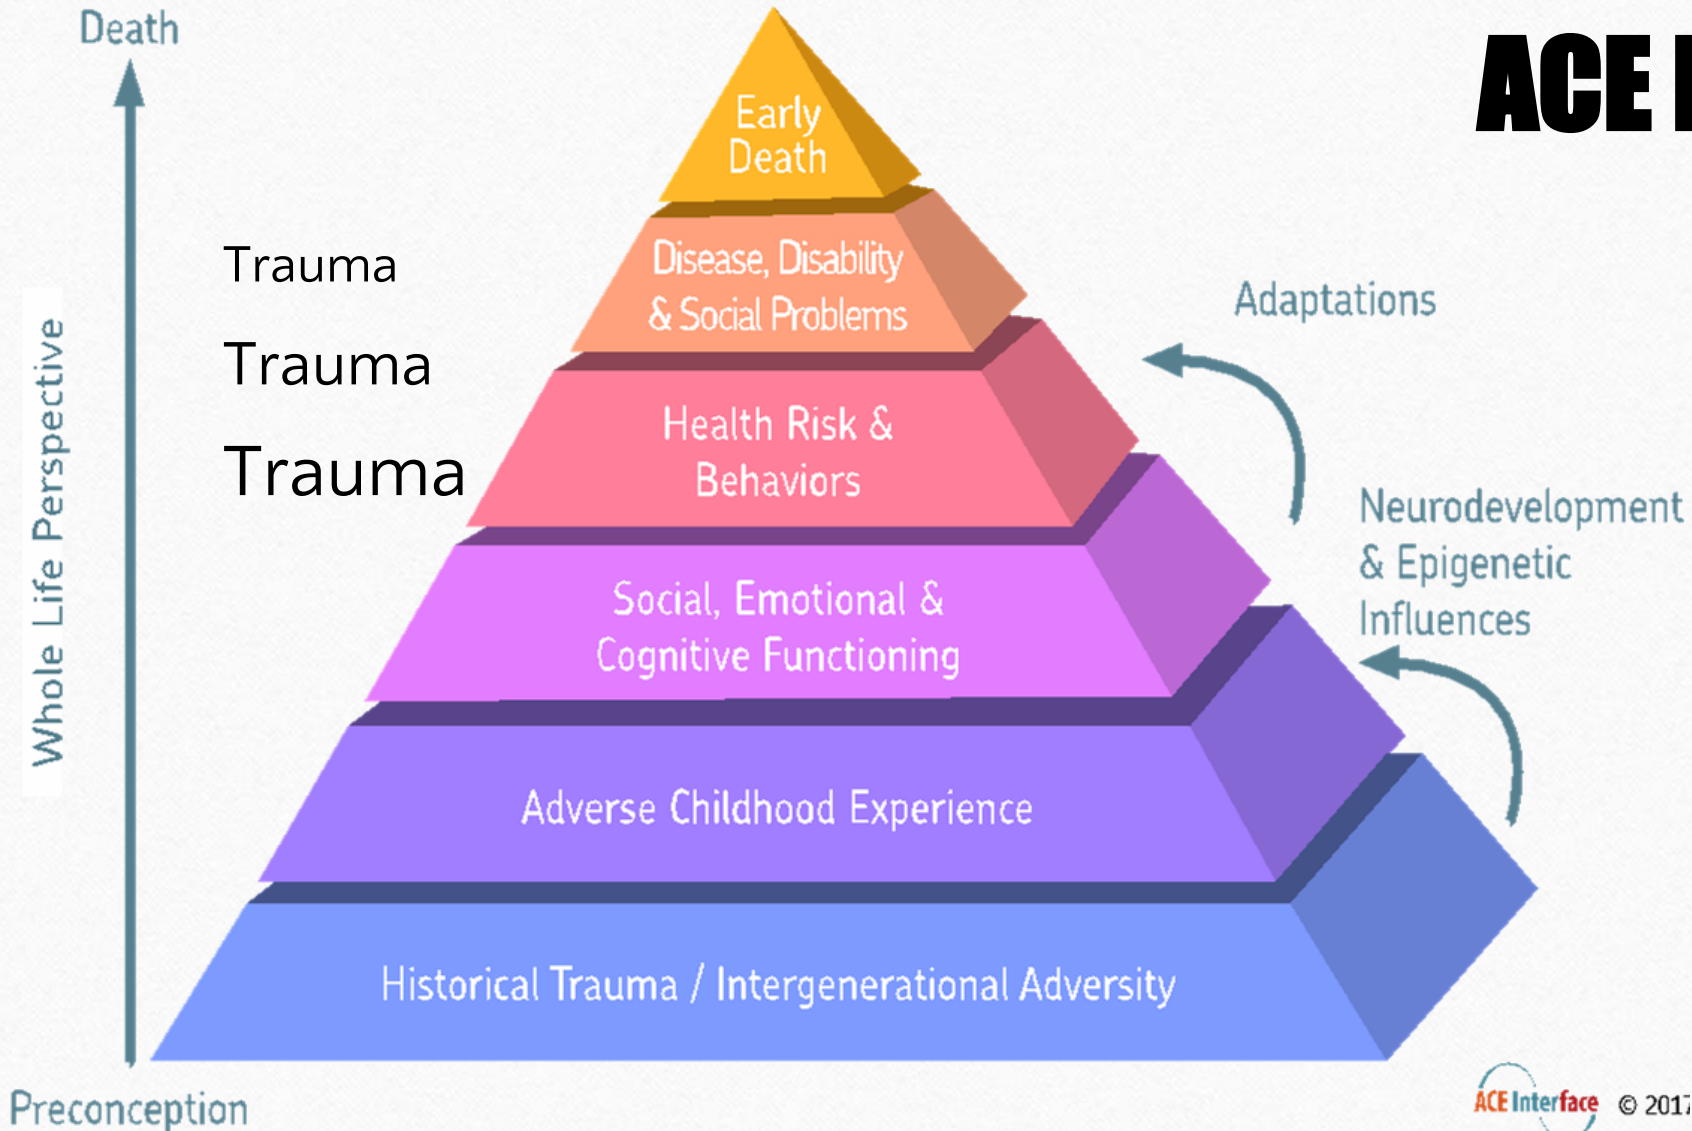 Death
ACE
Early
Death
Trauma
Disease, Disability
& Social Problems
Adaptations
Trauma
Health Risk &
Behaviors
Trauma
Whole Life Perspective
Neurodevelopment
& Epigenetic
Influences
Social, Emotional &
Cognitive Functioning
Adverse Childhood Experience
Historical Trauma / Intergenerational Adversity
Preconception
ACE Interface © 2017